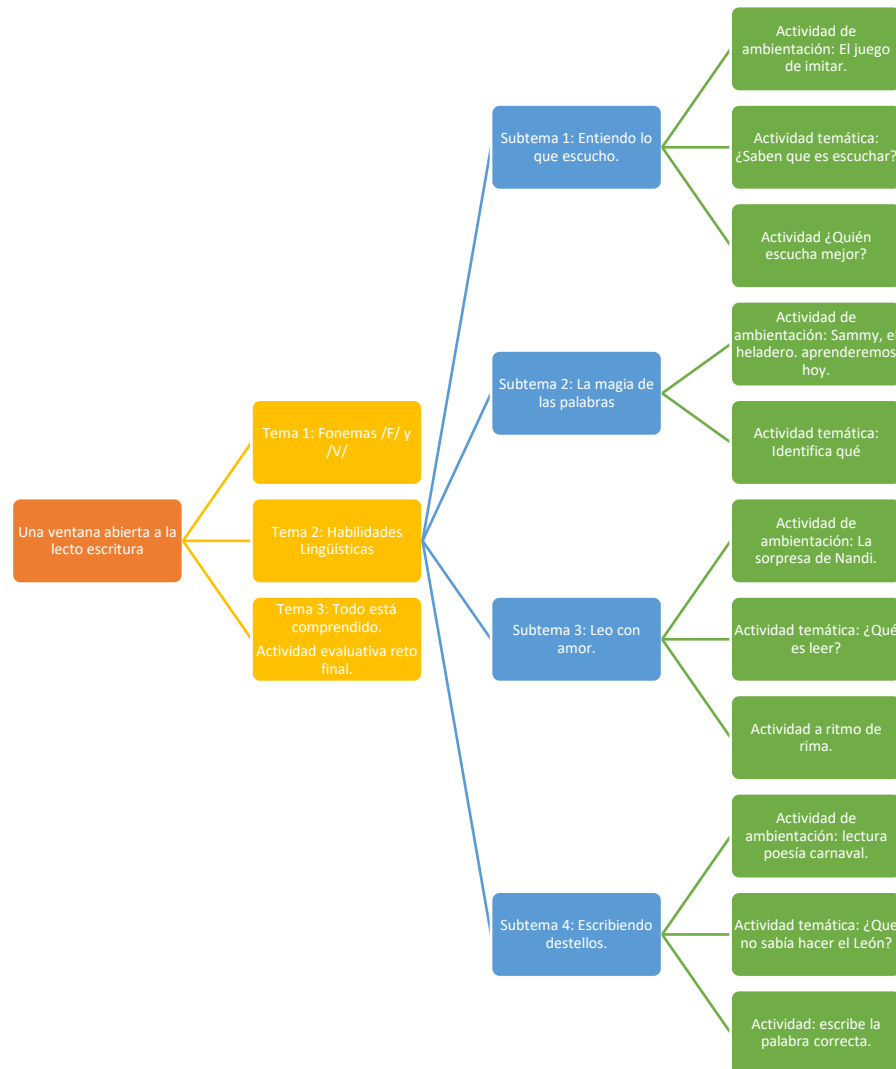 Una ventana abierta a la
lecto escritura
Tema 1: Fonemas /F/ y
/V/
Tema 2: Habilidades
Lingüísticas
Tema 3: Todo está
comprendido.
Actividad evaluativa reto
final.
Subtema 1: Entiendo lo
que escucho.
Actividad de
ambientación: El juego
de imitar.
Actividad temática:
¿Saben que es escuchar?
Actividad ¿Quién
escucha mejor?
Subtema 2: La magia de
las palabras
Actividad de
ambientación: Sammy, el
heladero. aprenderemos
hoy.
Actividad temática:
Identifica qué
Subtema 3: Leo con
amor.
Actividad de
ambientación: La
sorpresa de Nandi.
Actividad temática: ¿Qué
es leer?
Actividad a ritmo de
rima.
Subtema 4: Escribiendo
destellos.
Actividad de
ambientación: lectura
poesía carnaval.
Actividad temática: ¿Que
no sabía hacer el León?
Actividad: escribe la
palabra correcta.